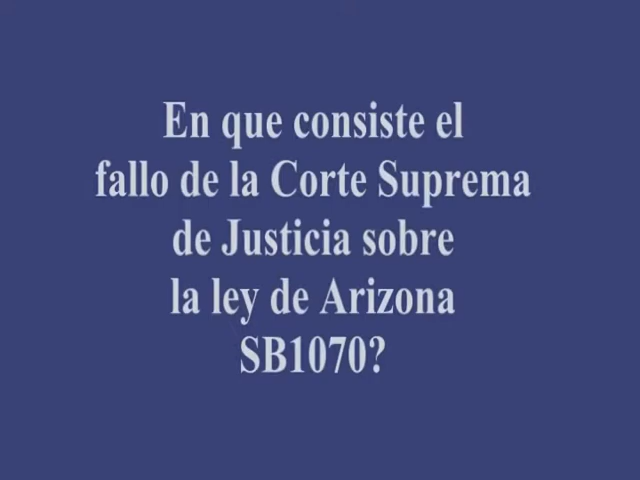 En que consiste el
fallo de la Corte Suprema
de Justicia sobre
la ley de Arizona
SB1070?